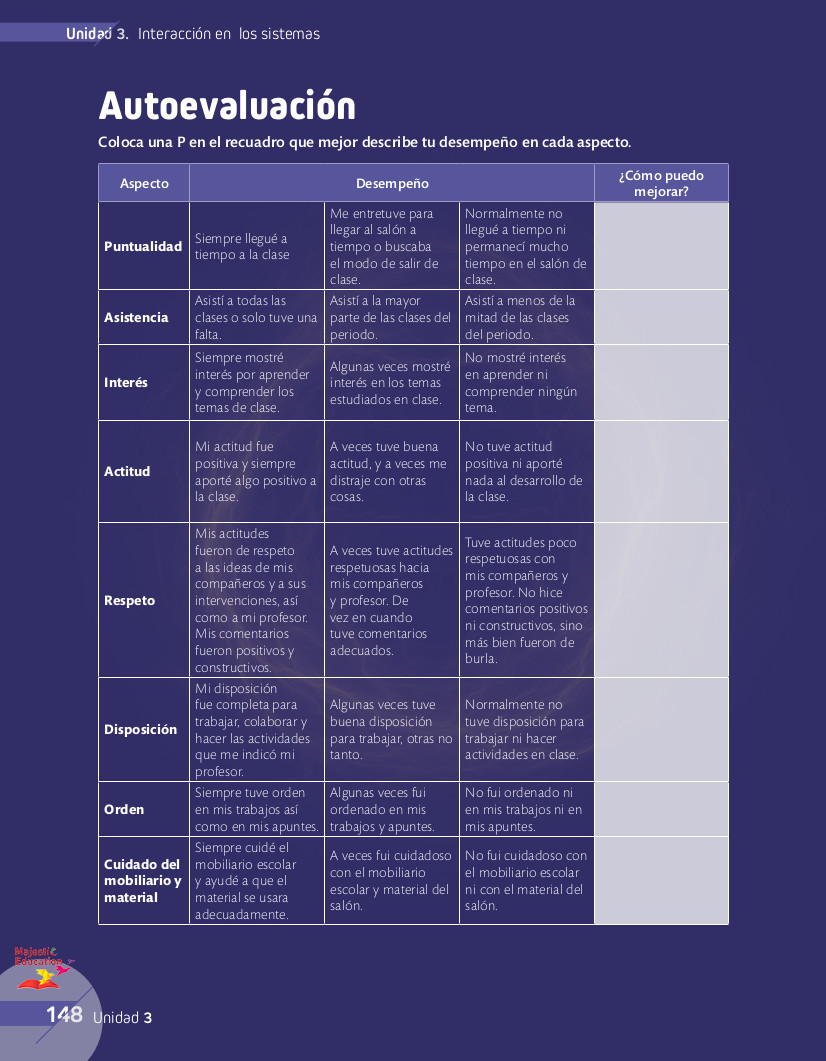 Unidad 3. Interacción en los sistemas
Autoevaluación
Coloca una P en el recuadro que mejor describe tu desempeño en cada aspecto.
Aspecto
Desempeño
¿Cómo puedo
mejorar?
Puntualidad
Siempre llegué a
tiempo a la clase
Me entretuve para
llegar al salón a
tiempo o buscaba
el modo de salir de
clase.
Normalmente no
llegué a tiempo ni
permanecí mucho
tiempo en el salón de
clase.
Asistencia
Asistí a todas las
clases o solo tuve una
falta.
Asistí a la mayor
parte de las clases del
periodo.
Asistí a menos de la
mitad de las clases
del periodo.
Interés
Siempre mostré
interés por aprender
y comprender los
temas de clase.
Algunas veces mostré
interés en los temas
estudiados en clase.
No mostré interés
en aprender ni
comprender ningún
tema.
Actitud
Mi actitud fue
positiva y siempre
aporté algo positivo a
la clase.
A veces tuve buena
actitud, y a veces me
distraje con otras
cosas.
No tuve actitud
positiva ni aporté
nada al desarrollo de
la clase.
Respeto
Mis actitudes
fueron de respeto
a las ideas de mis
compañeros y a sus
intervenciones, así
como a mi profesor.
Mis comentarios
fueron positivos y
constructivos.
A veces tuve actitudes
respetuosas hacia
mis compañeros
y profesor. De
vez en cuando
tuve comentarios
adecuados.
Tuve actitudes poco
respetuosas con
mis compañeros y
profesor. No hice
comentarios positivos
ni constructivos, sino
más bien fueron de
burla.
Disposición
Mi disposición
fue completa para
trabajar, colaborar y
hacer las actividades
que me indicó mi
profesor.
Algunas veces tuve
buena disposición
para trabajar, otras no
tanto.
Normalmente no
tuve disposición para
trabajar ni hacer
actividades en clase.
Orden
Siempre tuve orden
en mis trabajos así
como en mis apuntes.
Algunas veces fui
ordenado en mis
trabajos y apuntes.
No fui ordenado ni
en mis trabajos ni en
mis apuntes.
Cuidado del
mobiliario y
material
Siempre cuidé el
mobiliario escolar
y ayudé a que el
material se usara
adecuadamente.
A veces fui cuidadoso
con el mobiliario
escolar y material del
salón.
No fui cuidadoso con
el mobiliario escolar
ni con el material del
salón.
Majestic
Education
148 Unidad 3